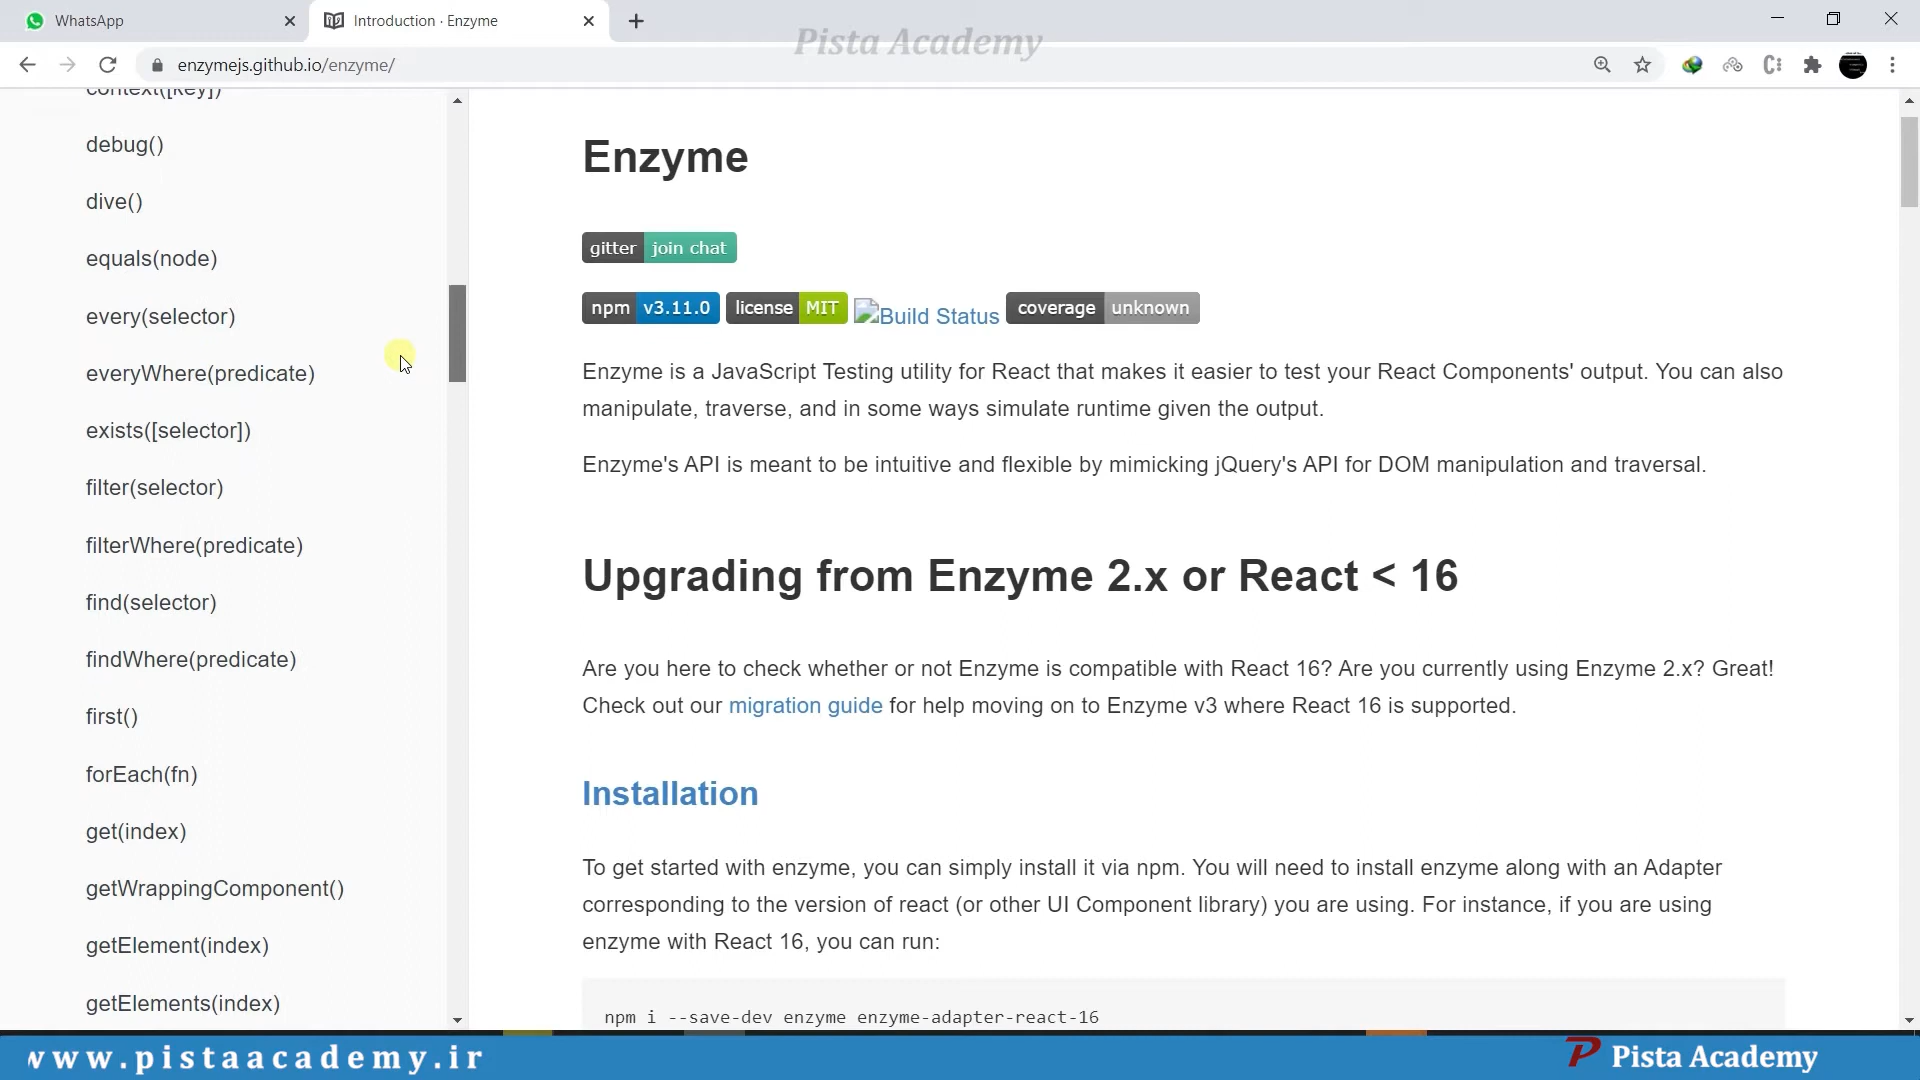 WhatsApp
Introduction · Enzyme
Pista Academy
enzymejs.github.io/enzyme/
context([key])
debug()
dive()
equals(node)
every(selector)
everyWhere(predicate)
exists([selector])
filter(selector)
filterWhere(predicate)
find(selector)
findWhere(predicate)
first()
forEach(fn)
get(index)
getWrappingComponent()
getElement(index)
getElements(index)
Enzyme
gitter join chat
npm v3.11.0 license MIT Build Status coverage unknown
Enzyme is a JavaScript Testing utility for React that makes it easier to test your React Components' output. You can also
manipulate, traverse, and in some ways simulate runtime given the output.
Enzyme's API is meant to be intuitive and flexible by mimicking jQuery's API for DOM manipulation and traversal.
Upgrading from Enzyme 2.x or React < 16
Are you here to check whether or not Enzyme is compatible with React 16? Are you currently using Enzyme 2.x? Great!
Check out our migration guide for help moving on to Enzyme v3 where React 16 is supported.
Installation
To get started with enzyme, you can simply install it via npm. You will need to install enzyme along with an Adapter
corresponding to the version of react (or other UI Component library) you are using. For instance, if you are using
enzyme with React 16, you can run:
npm i --save-dev enzyme enzyme-adapter-react-16
www.pistaacademy.ir
P Pista Academy